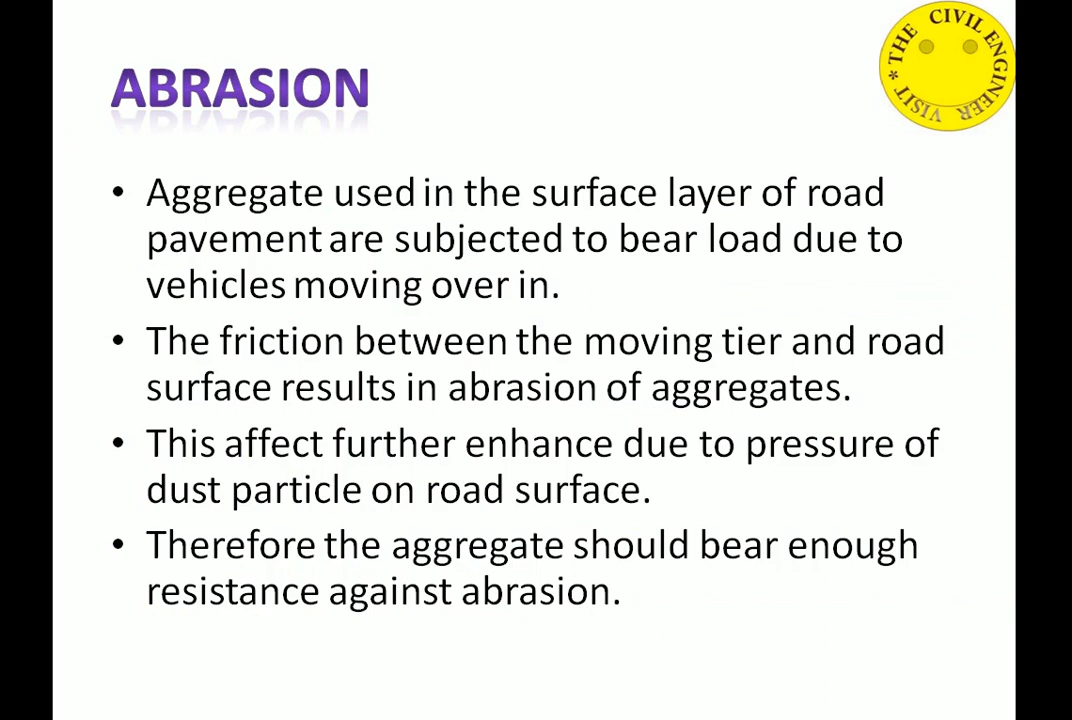 THE CIVIL ENGINEER VISIT *
ABRASION
• Aggregate used in the surface layer of road
pavement are subjected to bear load due to
vehicles moving over in.
• The friction between the moving tier and road
surface results in abrasion of aggregates.
• This affect further enhance due to pressure of
dust particle on road surface.
• Therefore the aggregate should bear enough
resistance against abrasion.